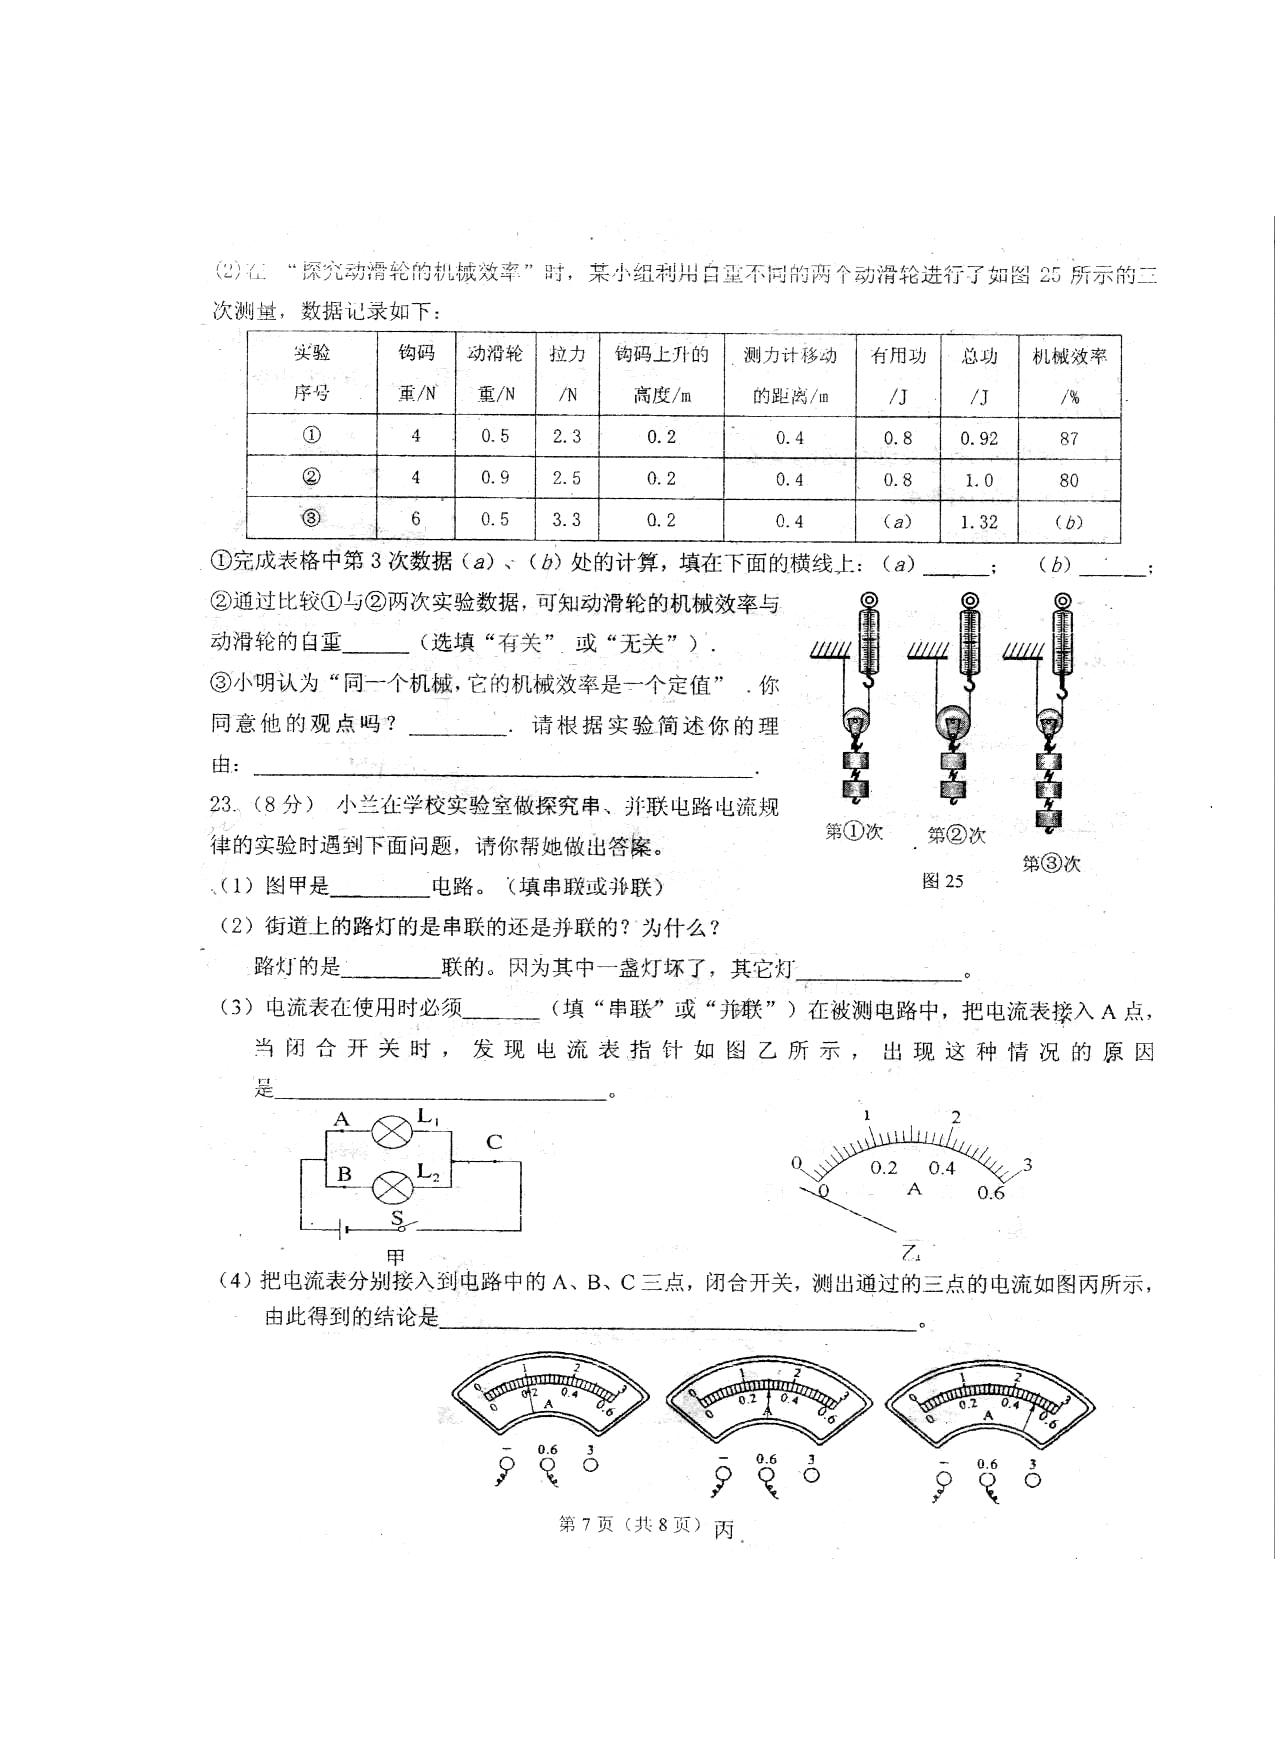 (2)在 “探究动滑轮的机械效率”时，某小组利用自重不同的两个动滑轮进行了如图 25 所示的三
次测量，数据记录如下：
实验序号 钩码重/N 动滑轮重/N 拉力/N 钩码上升的高度/m 测力计移动的距离/m 有用功/J 总功/J 机械效率/%
① 4 0.5 2.3 0.2 0.4 0.8 0.92 87
② 4 0.9 2.5 0.2 0.4 0.8 1.0 80
③ 6 0.5 3.3 0.2 0.4 (a) 1.32 (b)
①完成表格中第 3 次数据（a）、（b）处的计算，填在下面的横线上：（a）______； （b）______；
②通过比较①与②两次实验数据，可知动滑轮的机械效率与
动滑轮的自重______（选填“有关” 或“无关”）.
③小明认为“同一个机械，它的机械效率是一个定值” .你
同意他的观点吗？ _________. 请根据实验简述你的理
由：______________________________.
第①次 第②次
第③次
图 25
23.（8 分） 小兰在学校实验室做探究串、并联电路电流规
律的实验时遇到下面问题，请你帮她做出答案。
（1）图甲是_________电路。（填串联或并联）
（2）街道上的路灯的是串联的还是并联的？为什么？
路灯的是_________联的。因为其中一盏灯坏了，其它灯_______________。
（3）电流表在使用时必须_______（填“串联”或“并联”）在被测电路中，把电流表接入 A 点，
当闭合开关时，发现电流表指针如图乙所示，出现这种情况的原因
是______________________________。
A L1
C
B L2
S
甲
1 2
0 0.2 0.4 3
0 A 0.6
乙
（4）把电流表分别接入到电路中的 A、B、C 三点，闭合开关，测出通过的三点的电流如图丙所示，
由此得到的结论是___________________________________________。
0 1 2 3
0 0.2 0.4 0.6
A
− 0.6 3
0 1 2 3
0 0.2 0.4 0.6
A
− 0.6 3
0 1 2 3
0 0.2 0.4 0.6
A
− 0.6 3
第 7 页（共 8 页） 丙